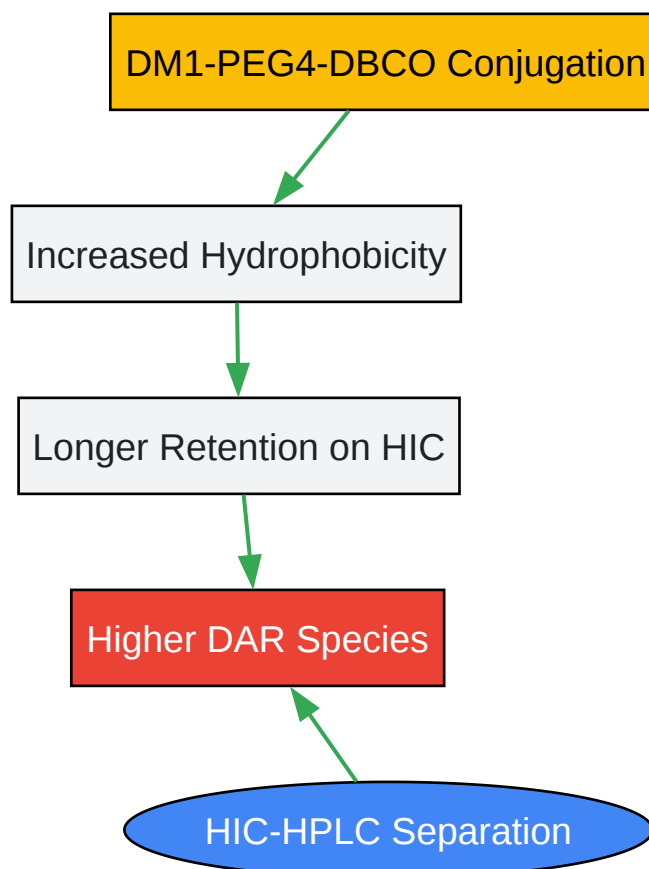 DM1-PEG4-DBCO Conjugation
Increased Hydrophobicity
Longer Retention on HIC
Higher DAR Species
HIC-HPLC Separation